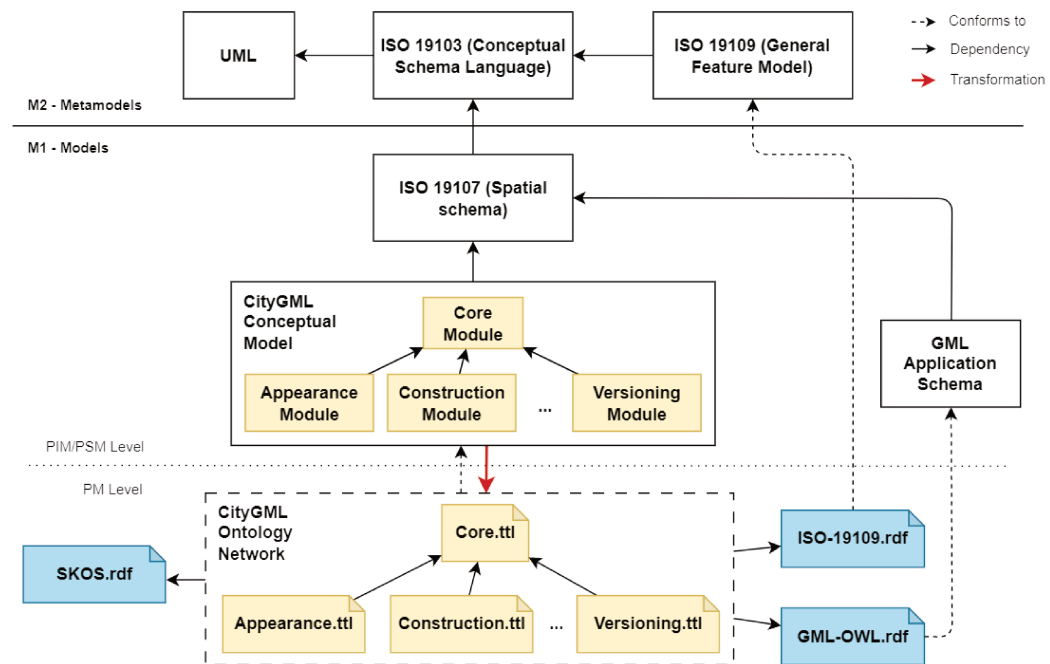 UML
ISO 19103 (Conceptual
Schema Language)
ISO 19109 (General
Feature Model)
Conforms to
Dependency
Transformation
M2 - Metamodels
M1 - Models
ISO 19107 (Spatial
schema)
CityGML
Conceptual
Model
Core
Module
Appearance
Module
Construction
Module
...
Versioning
Module
GML
Application
Schema
PIM/PSM Level
PM Level
CityGML
Ontology
Network
Core.ttl
ISO-19109.rdf
SKOS.rdf
Appearance.ttl
Construction.ttl
...
Versioning.ttl
GML-OWL.rdf